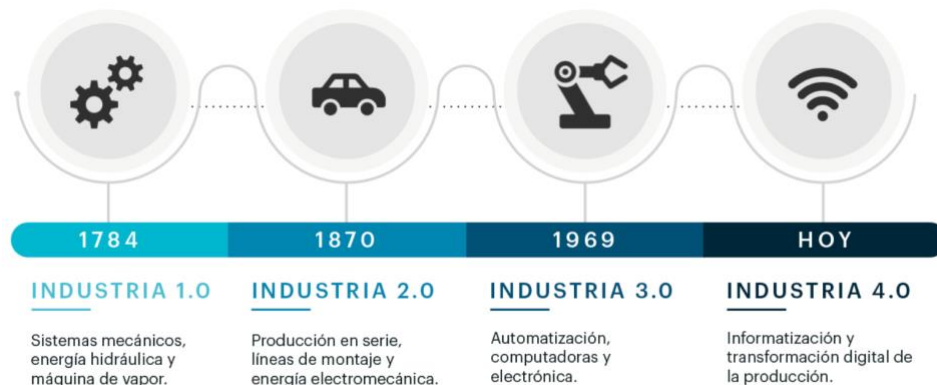 1784
1870
1969
HOY
INDUSTRIA 1.0
INDUSTRIA 2.0
INDUSTRIA 3.0
INDUSTRIA 4.0
Sistemas mecánicos,
energía hidráulica y
máquina de vapor.
Producción en serie,
líneas de montaje y
energía electromecánica.
Automatización,
computadoras y
electrónica.
Informatización y
transformación digital de
la producción.